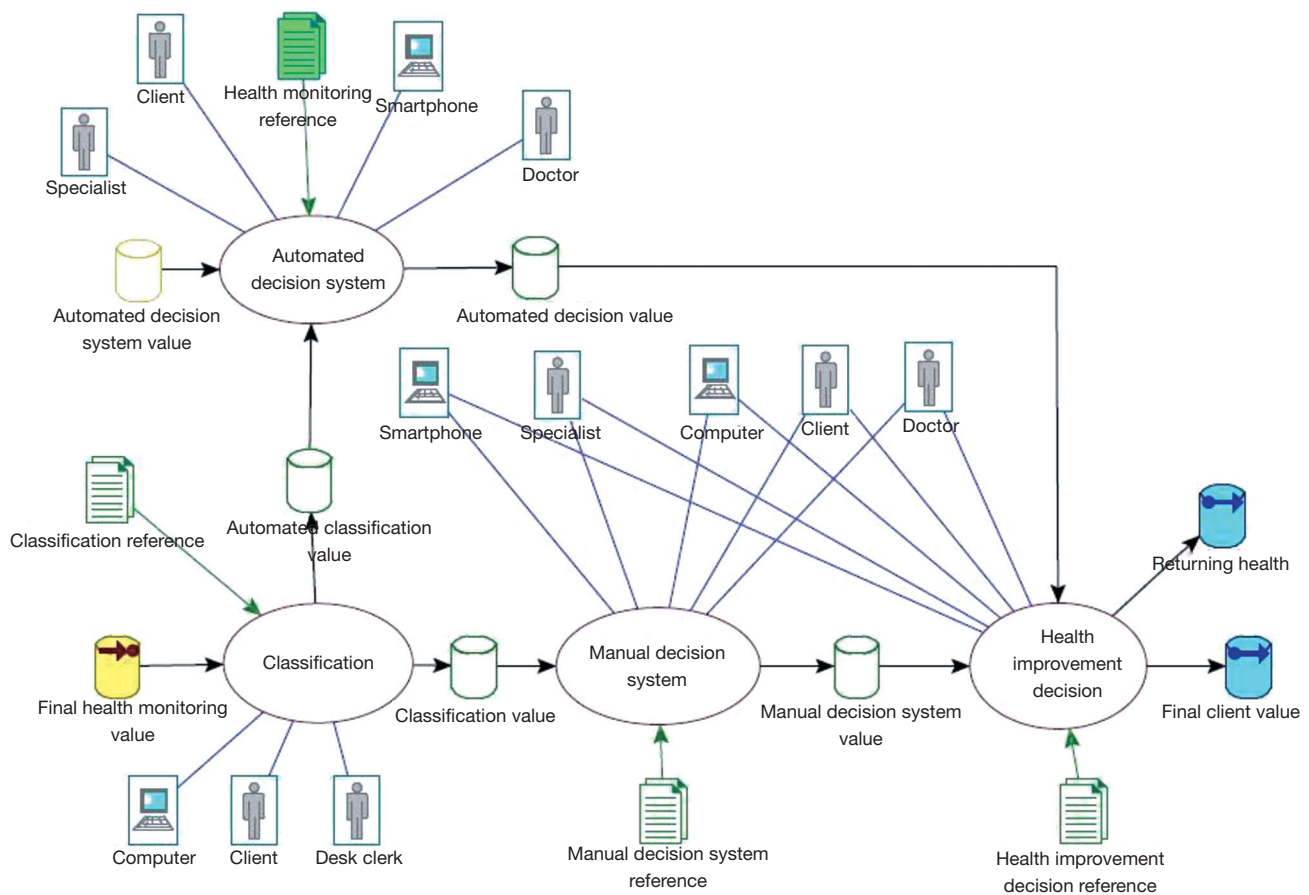 Client
Health monitoring
reference
Smartphone
Specialist
Doctor
Automated
decision system
Automated decision
system value
Automated decision value
Smartphone
Specialist
Computer
Client
Doctor
Classification reference
Automated classification
value
Returning health
Classification
Manual decision
system
Health
improvement
decision
Final health monitoring
value
Classification value
Manual decision system value
Final client value
Computer
Client
Desk clerk
Manual decision system
reference
Health improvement
decision reference